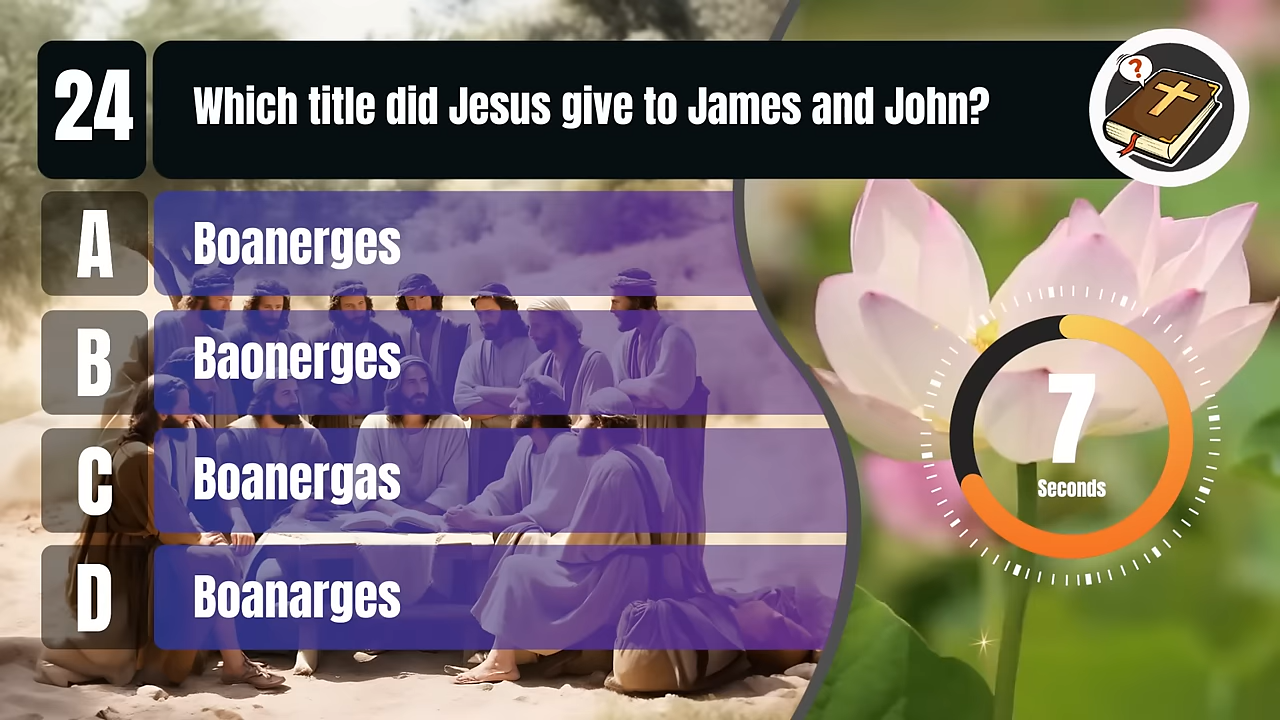 24
Which title did Jesus give to James and John?
?
A
Boanerges
B
Baonerges
C
Boanergas
D
Boanarges
7
Seconds